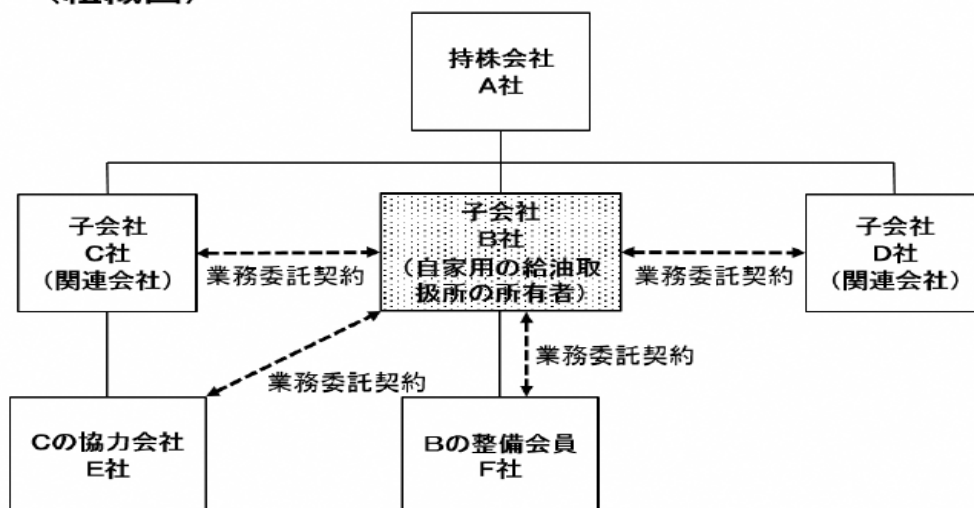 （組織図）
持株会社
A社
子会社
C社
（関連会社）
業務委託契約
子会社
B社
（自家用の給油取
扱所の所有者）
業務委託契約
子会社
D社
（関連会社）
業務委託契約
業務委託契約
Cの協力会社
E社
Bの整備会員
F社